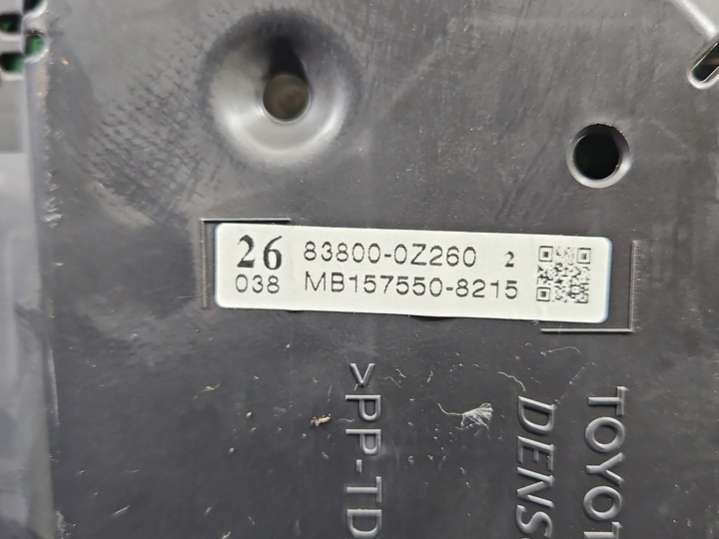 26 83800-0Z260 2
038 MB157550-8215
>PP-TD
DENS
TOYOT